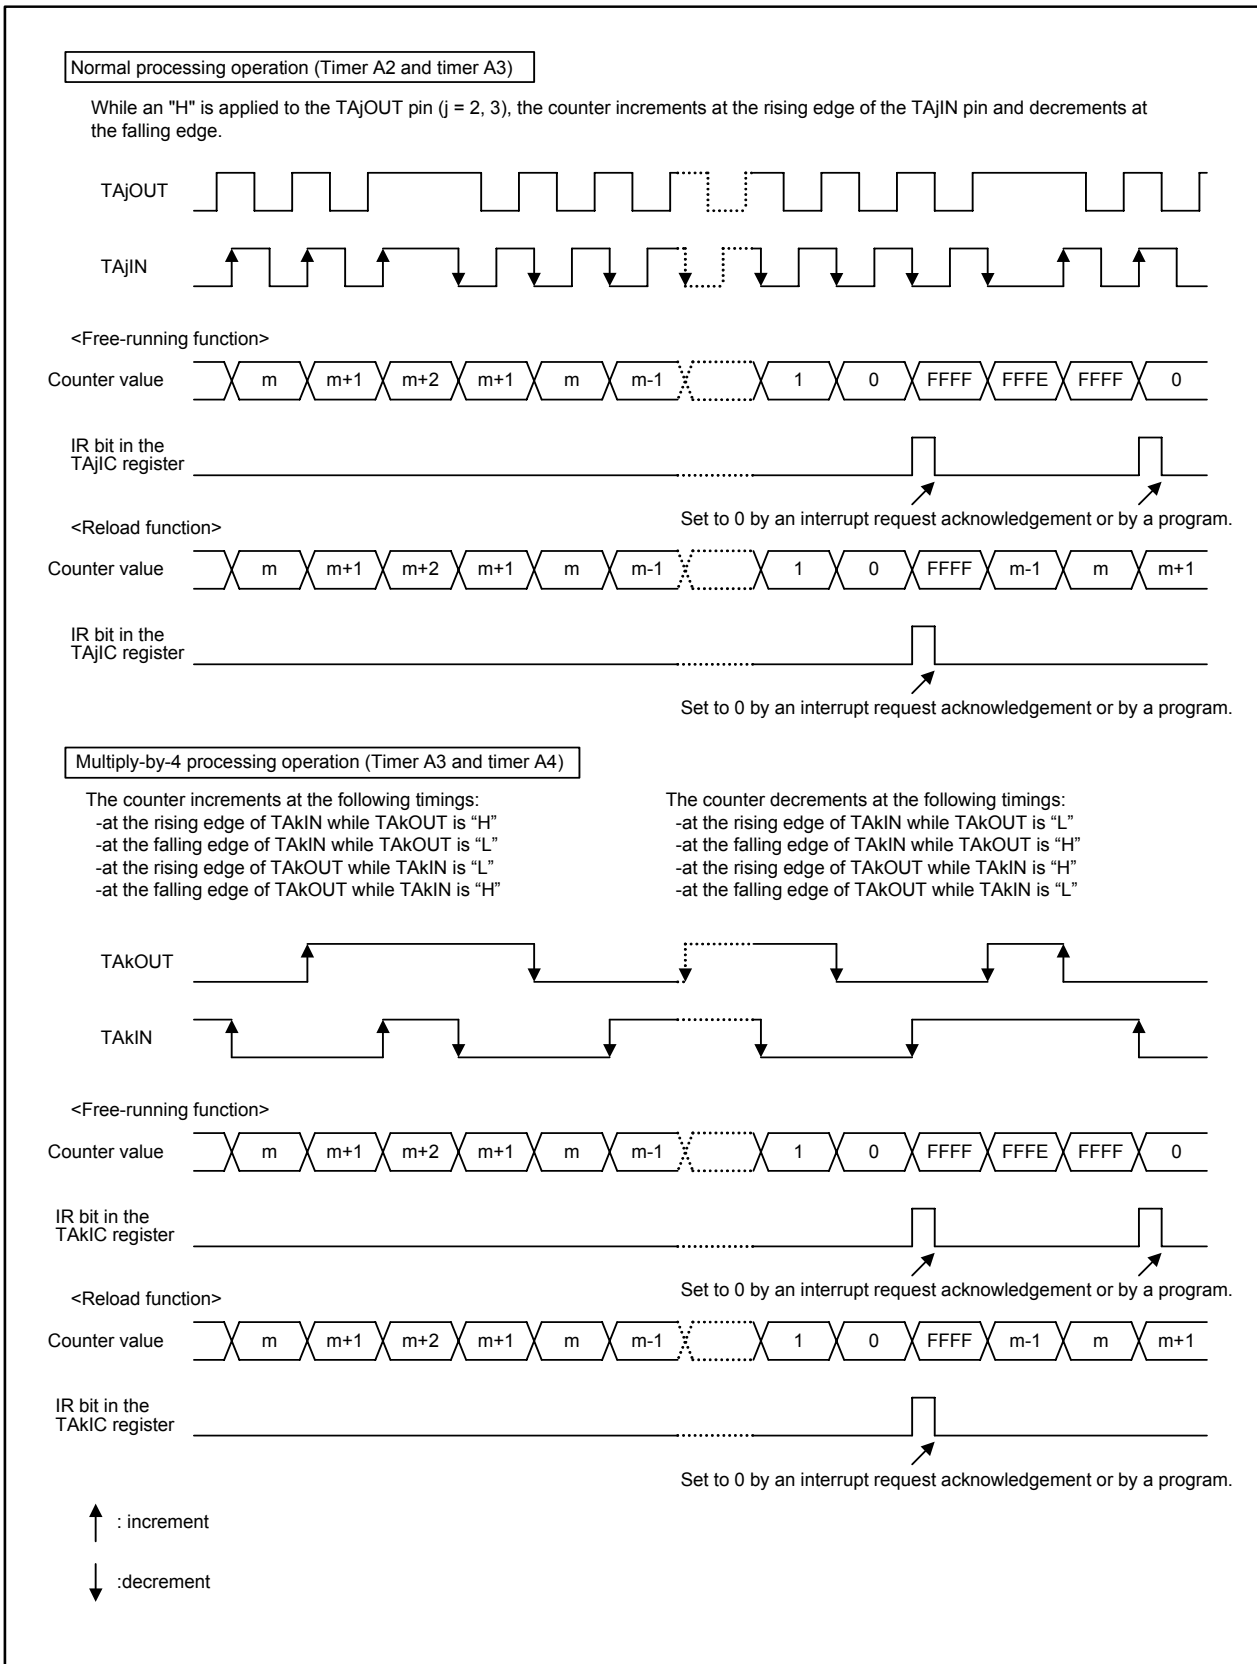 Normal processing operation (Timer A2 and timer A3)
While an "H" is applied to the TAjOUT pin (j = 2, 3), the counter increments at the rising edge of the TAjIN pin and decrements at
the falling edge.
TAjOUT
TAjIN
<Free-running function>
Counter value m m+1 m+2 m+1 m m-1 1 0 FFFF FFFE FFFF 0
IR bit in the
TAjIC register
Set to 0 by an interrupt request acknowledgement or by a program.
<Reload function>
Counter value m m+1 m+2 m+1 m m-1 1 0 FFFF m-1 m m+1
IR bit in the
TAjIC register
Set to 0 by an interrupt request acknowledgement or by a program.
Multiply-by-4 processing operation (Timer A3 and timer A4)
The counter increments at the following timings:
-at the rising edge of TAkIN while TAkOUT is “H”
-at the falling edge of TAkIN while TAkOUT is “L”
-at the rising edge of TAkOUT while TAkIN is “L”
-at the falling edge of TAkOUT while TAkIN is “H”
The counter decrements at the following timings:
-at the rising edge of TAkIN while TAkOUT is “L”
-at the falling edge of TAkIN while TAkOUT is “H”
-at the rising edge of TAkOUT while TAkIN is “H”
-at the falling edge of TAkOUT while TAkIN is “L”
TAkOUT
TAkIN
<Free-running function>
Counter value m m+1 m+2 m+1 m m-1 1 0 FFFF FFFE FFFF 0
IR bit in the
TAkIC register
Set to 0 by an interrupt request acknowledgement or by a program.
<Reload function>
Counter value m m+1 m+2 m+1 m m-1 1 0 FFFF m-1 m m+1
IR bit in the
TAkIC register
Set to 0 by an interrupt request acknowledgement or by a program.
: increment
:decrement